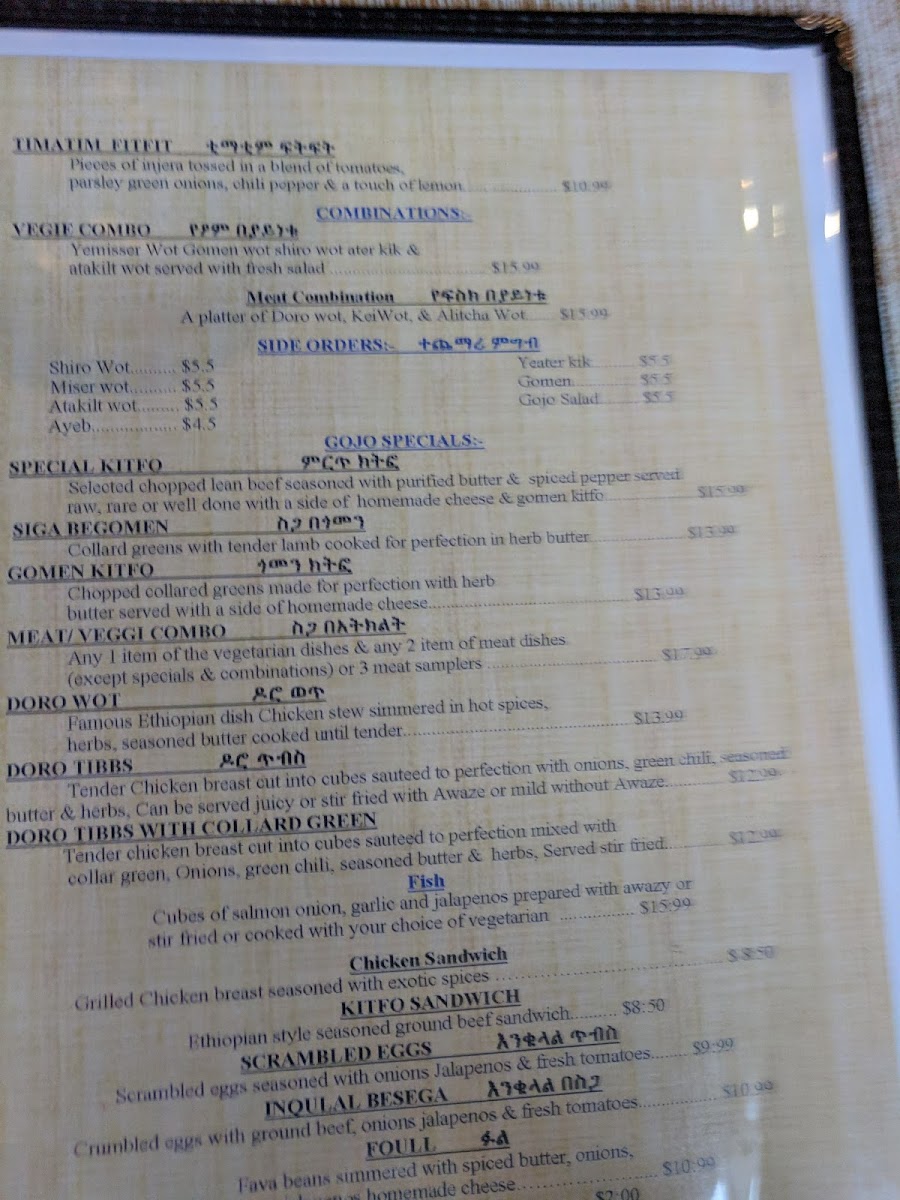 TIMATIM FITFIT ቲማቲም ፍትፍት
Pieces of injera tossed in a blend of tomatoes,
parsley green onions, chili pepper & a touch of lemon..... .................. $10.99
COMBINATIONS:-
VEGIE COMBO የጾም በያይነቱ
Yemisser Wot Gomen wot shiro wot ater kik &
atakilt wot served with fresh salad ................................. $15.99
Meat Combination የፍስክ በያይነቱ
A platter of Doro wot, KeiWot, & Alitcha Wot...... $15.99
SIDE ORDERS:- ተጨማሪ ምግብ
Shiro Wot.......... $5.5 Yeater kik.......... $5.5
Miser wot.......... $5.5 Gomen.............. $5.5
Atakilt wot......... $5.5 Gojo Salad......... $5.5
Ayeb.................. $4.5
GOJO SPECIALS:-
SPECIAL KITFO ምርጥ ክትፎ
Selected chopped lean beef seasoned with purified butter & spiced pepper served
raw, rare or well done with a side of homemade cheese & gomen kitfo.................. $15.99
SIGA BEGOMEN ስጋ በጎመን
Collard greens with tender lamb cooked for perfection in herb butter.................... $13.99
GOMEN KITFO ጎመን ክትፎ
Chopped collared greens made for perfection with herb
butter served with a side of homemade cheese.......................................... $13.99
MEAT/ VEGGI COMBO ስጋ በአትክልት
Any 1 item of the vegetarian dishes & any 2 item of meat dishes
(except specials & combinations) or 3 meat samplers .................................. $17.99
DORO WOT ዶሮ ወጥ
Famous Ethiopian dish Chicken stew simmered in hot spices,
herbs, seasoned butter cooked until tender............................................... $13.99
DORO TIBBS ዶሮ ጥብስ
Tender Chicken breast cut into cubes sauteed to perfection with onions, green chili, seasoned
butter & herbs, Can be served juicy or stir fried with Awaze or mild without Awaze............. $12.99
DORO TIBBS WITH COLLARD GREEN
Tender chicken breast cut into cubes sauteed to perfection mixed with
collar green, Onions, green chili, seasoned butter & herbs, Served stir fried............. $12.99
Fish
Cubes of salmon onion, garlic and jalapenos prepared with awazy or
stir fried or cooked with your choice of vegetarian ............... $15.99
Chicken Sandwich
Grilled Chicken breast seasoned with exotic spices ............................................ $ 8:50
KITFO SANDWICH
Ethiopian style seasoned ground beef sandwich.......... $8:50
SCRAMBLED EGGS እንቁላል ጥብስ
Scrambled eggs seasoned with onions Jalapenos & fresh tomatoes....... $9:99
INQULAL BESEGA እንቁላል በስጋ
Crumbled eggs with ground beef, onions jalapenos & fresh tomatoes............... $10.99
FOULL ፉል
Fava beans simmered with spiced butter, onions,
homemade cheese........................... $10:99
$2:00